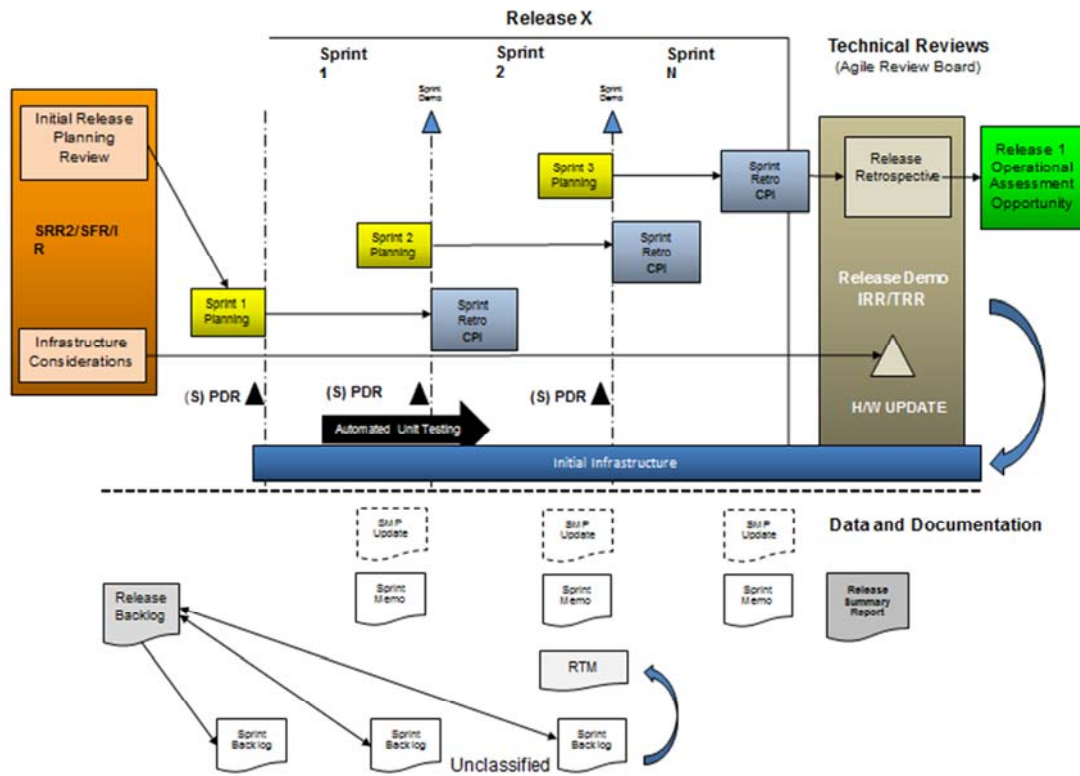 Release X
Sprint
1
Sprint
2
Sprint
N
Technical Reviews
(Agile Review Board)
Sprint
Demo
Sprint
Demo
Initial Release
Planning
Review
SRR2/SFR/I
R
Infrastructure
Considerations
Sprint 1
Planning
Sprint 2
Planning
Sprint 3
Planning
Sprint
Retro
CPI
Sprint
Retro
CPI
Sprint
Retro
CPI
Release
Retrospective
Release Demo
IRR/TRR
H/W UPDATE
Release 1
Operational
Assessment
Opportunity
(S) PDR
(S) PDR
(S) PDR
Automated Unit Testing
Initial Infrastructure
Data and Documentation
SMP
Update
SMP
Update
SMP
Update
Release
Backlog
Sprint
Memo
Sprint
Memo
Sprint
Memo
Release
Summary
Report
RTM
Sprint
Backlog
Sprint
Backlog
Sprint
Backlog
Unclassified